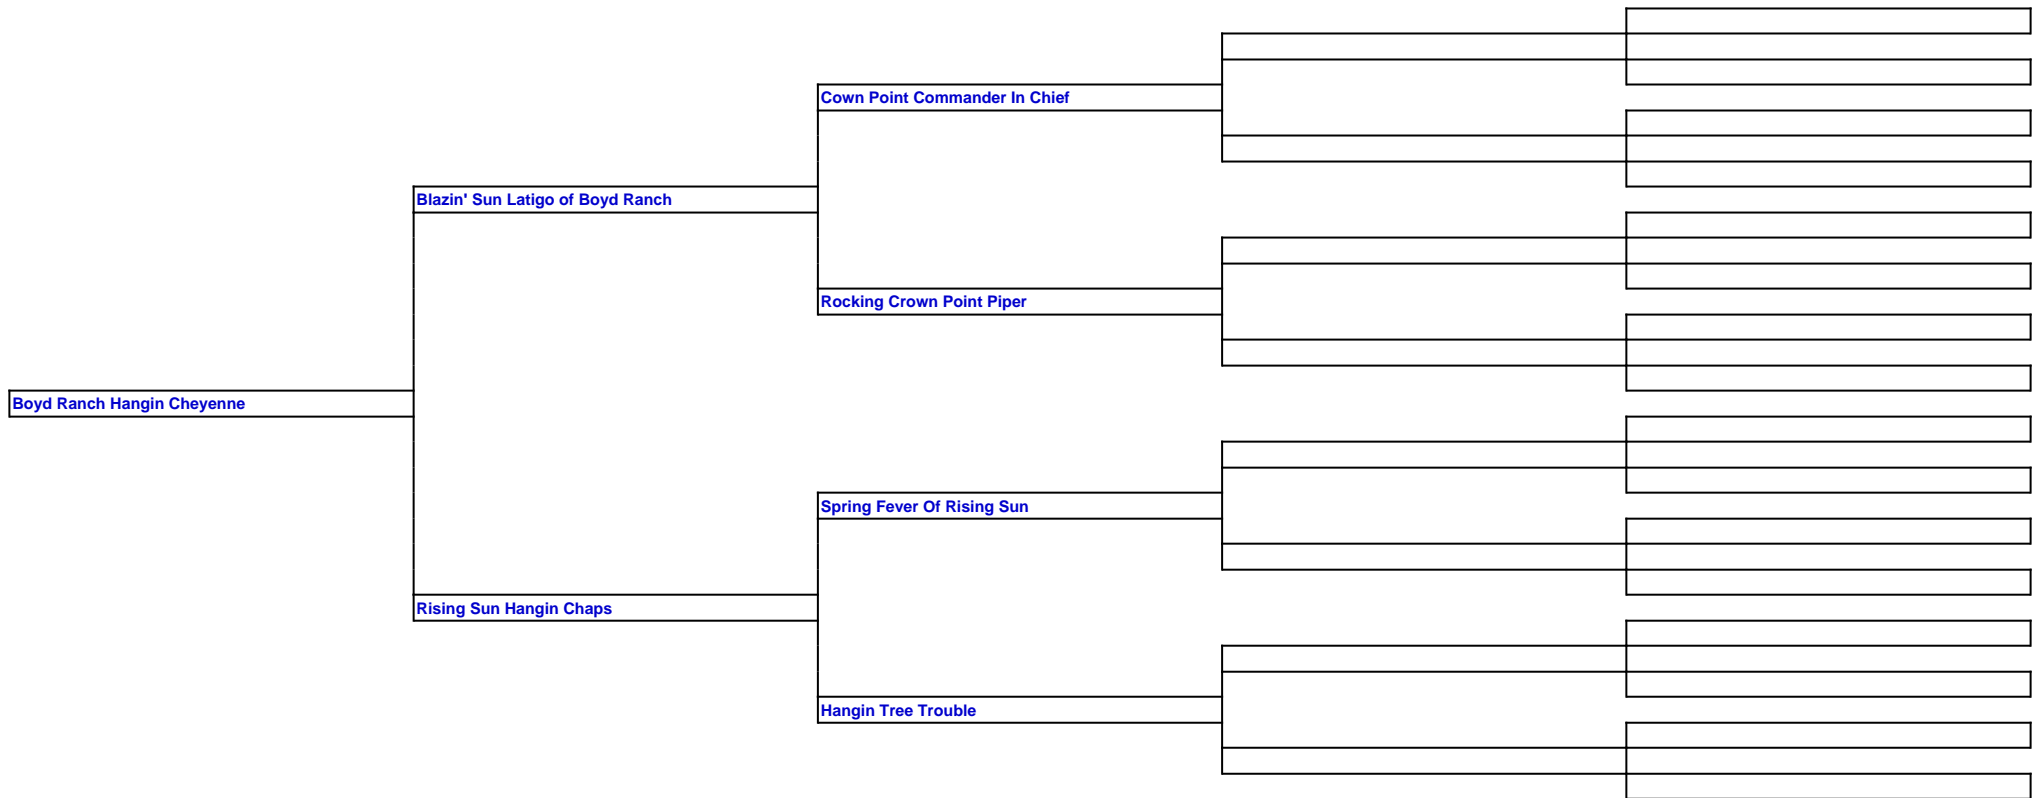 Cown Point Commander In Chief
Blazin' Sun Latigo of Boyd Ranch
Rocking Crown Point Piper
Boyd Ranch Hangin Cheyenne
Spring Fever Of Rising Sun
Rising Sun Hangin Chaps
Hangin Tree Trouble